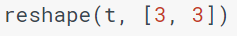 reshape(t, [3, 3])